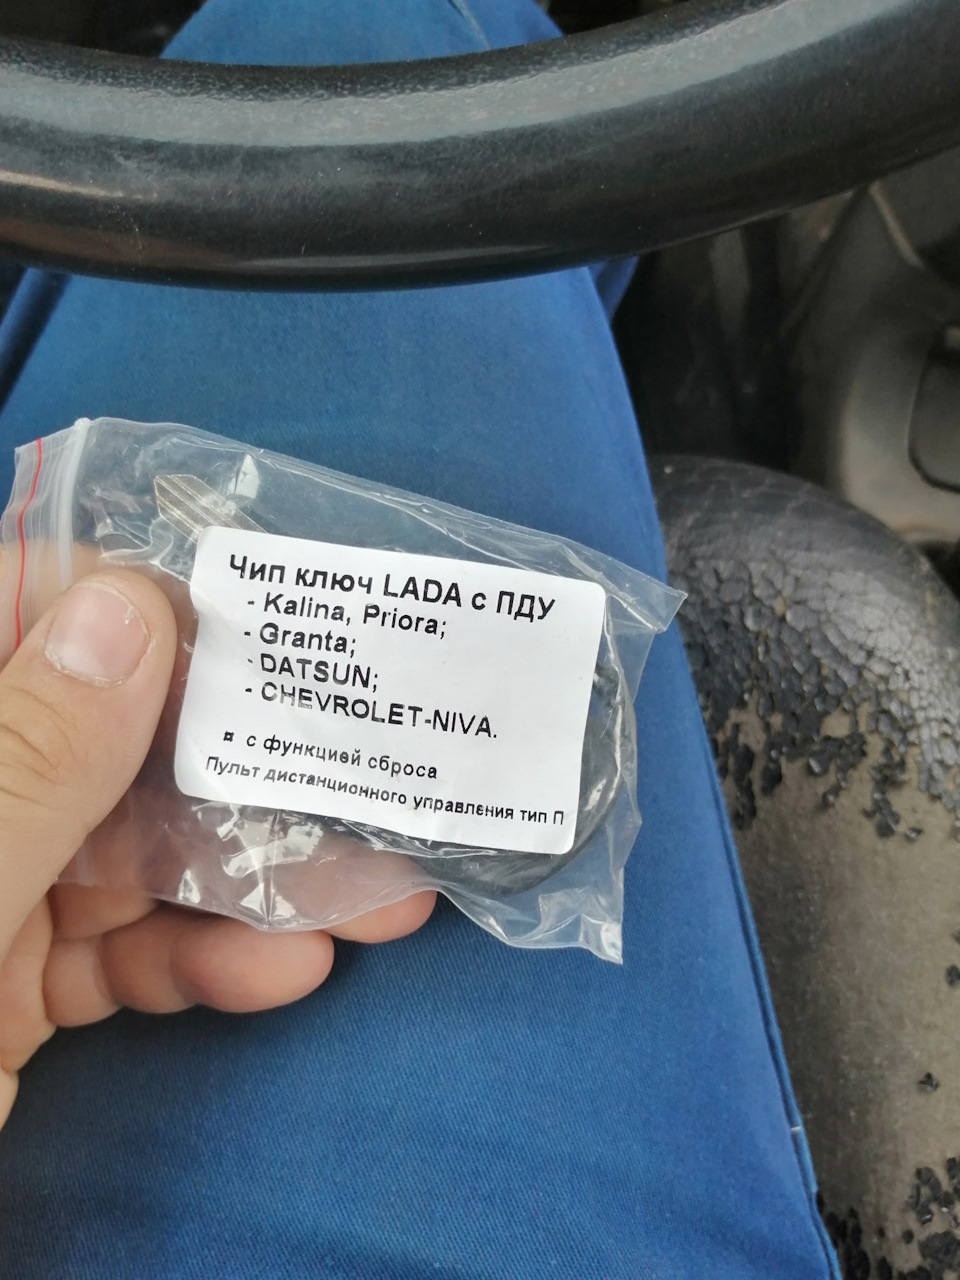 Чип ключ LADA с ПДУ
- Kalina, Priora;
- Granta;
- DATSUN;
- CHEVROLET-NIVA.
¤ с функцией сброса
Пульт дистанционного управления тип П